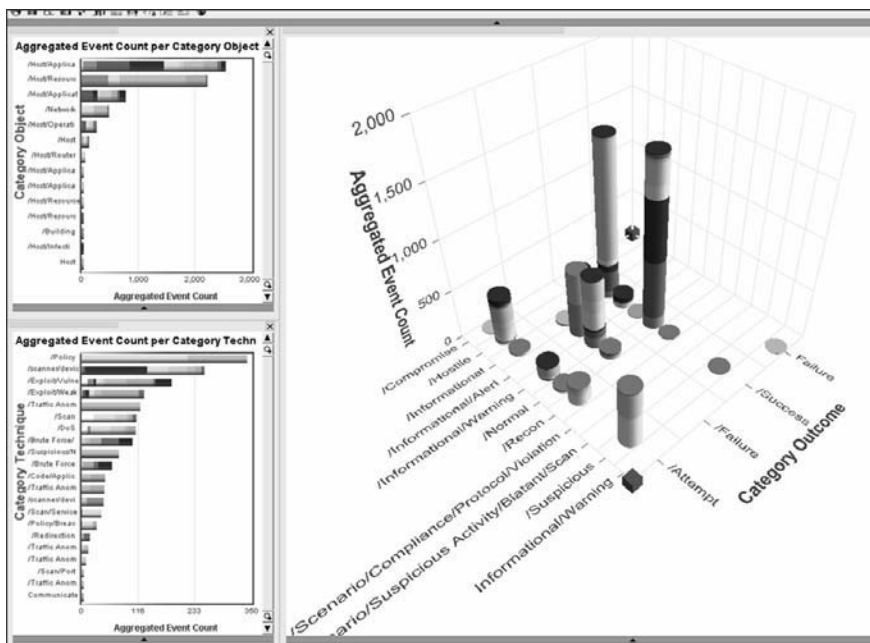 Aggregated Event Count per Category Object
Category Object
/Host/Applica
/Host/Resourc
/Host/Applicat
/Network
/Host/Operati
/Host
/Host/Router
/Host/Applica
/Host/Applica
/Host/Resource
/Host/Resourc
/Building
/Host/Infecti
Host
0 1,000 2,000 3,000
Aggregated Event Count
Aggregated Event Count per Category Techn
Category Technique
/Policy
/scanner/devic
/Exploit/Vulne
/Exploit/Weak
/Traffic Anom
/Scan
/DoS
/Brute Force/
/Suspicious/N
/Brute Force
/Code/Applic
/Traffic Anom
/scanner/devi
/Scan/Service
/Policy/Breac
/Redirection
/Traffic Anom
/Traffic Anom
/Scan/Port
/Traffic Anom
Communicate
0 116 233 350
Aggregated Event Count
Aggregated Event Count
2,000
1,500
1,000
500
0
/Compromise
/Hostile
/Informational
/Informational/Alert
/Informational/Warning
/Normal
/Recon
/Scenario/Compliance/Protocol/Violation
nario/Suspicious Activity/Blatant/Scan
/Suspicious
Informational/Warning
/Attempt
/Failure
/Success
Failure
Category Outcome